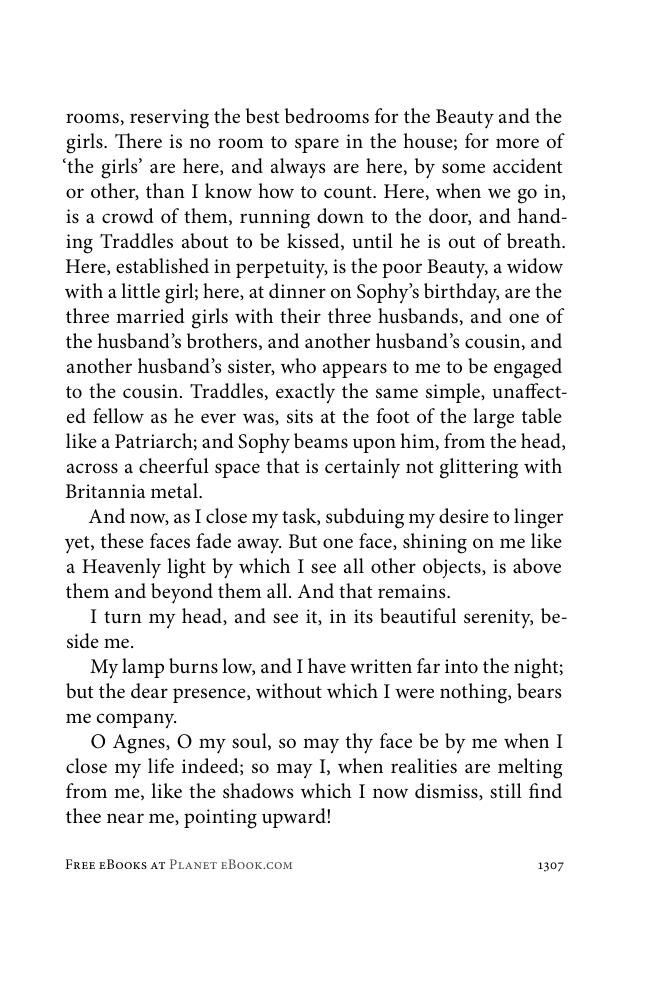 rooms, reserving the best bedrooms for the Beauty and the
girls. There is no room to spare in the house; for more of
‘the girls’ are here, and always are here, by some accident
or other, than I know how to count. Here, when we go in,
is a crowd of them, running down to the door, and hand-
ing Traddles about to be kissed, until he is out of breath.
Here, established in perpetuity, is the poor Beauty, a widow
with a little girl; here, at dinner on Sophy’s birthday, are the
three married girls with their three husbands, and one of
the husband’s brothers, and another husband’s cousin, and
another husband’s sister, who appears to me to be engaged
to the cousin. Traddles, exactly the same simple, unaffect-
ed fellow as he ever was, sits at the foot of the large table
like a Patriarch; and Sophy beams upon him, from the head,
across a cheerful space that is certainly not glittering with
Britannia metal.
And now, as I close my task, subduing my desire to linger
yet, these faces fade away. But one face, shining on me like
a Heavenly light by which I see all other objects, is above
them and beyond them all. And that remains.
I turn my head, and see it, in its beautiful serenity, be-
side me.
My lamp burns low, and I have written far into the night;
but the dear presence, without which I were nothing, bears
me company.
O Agnes, O my soul, so may thy face be by me when I
close my life indeed; so may I, when realities are melting
from me, like the shadows which I now dismiss, still find
thee near me, pointing upward!
Free eBooks at Planet eBook.com 1307